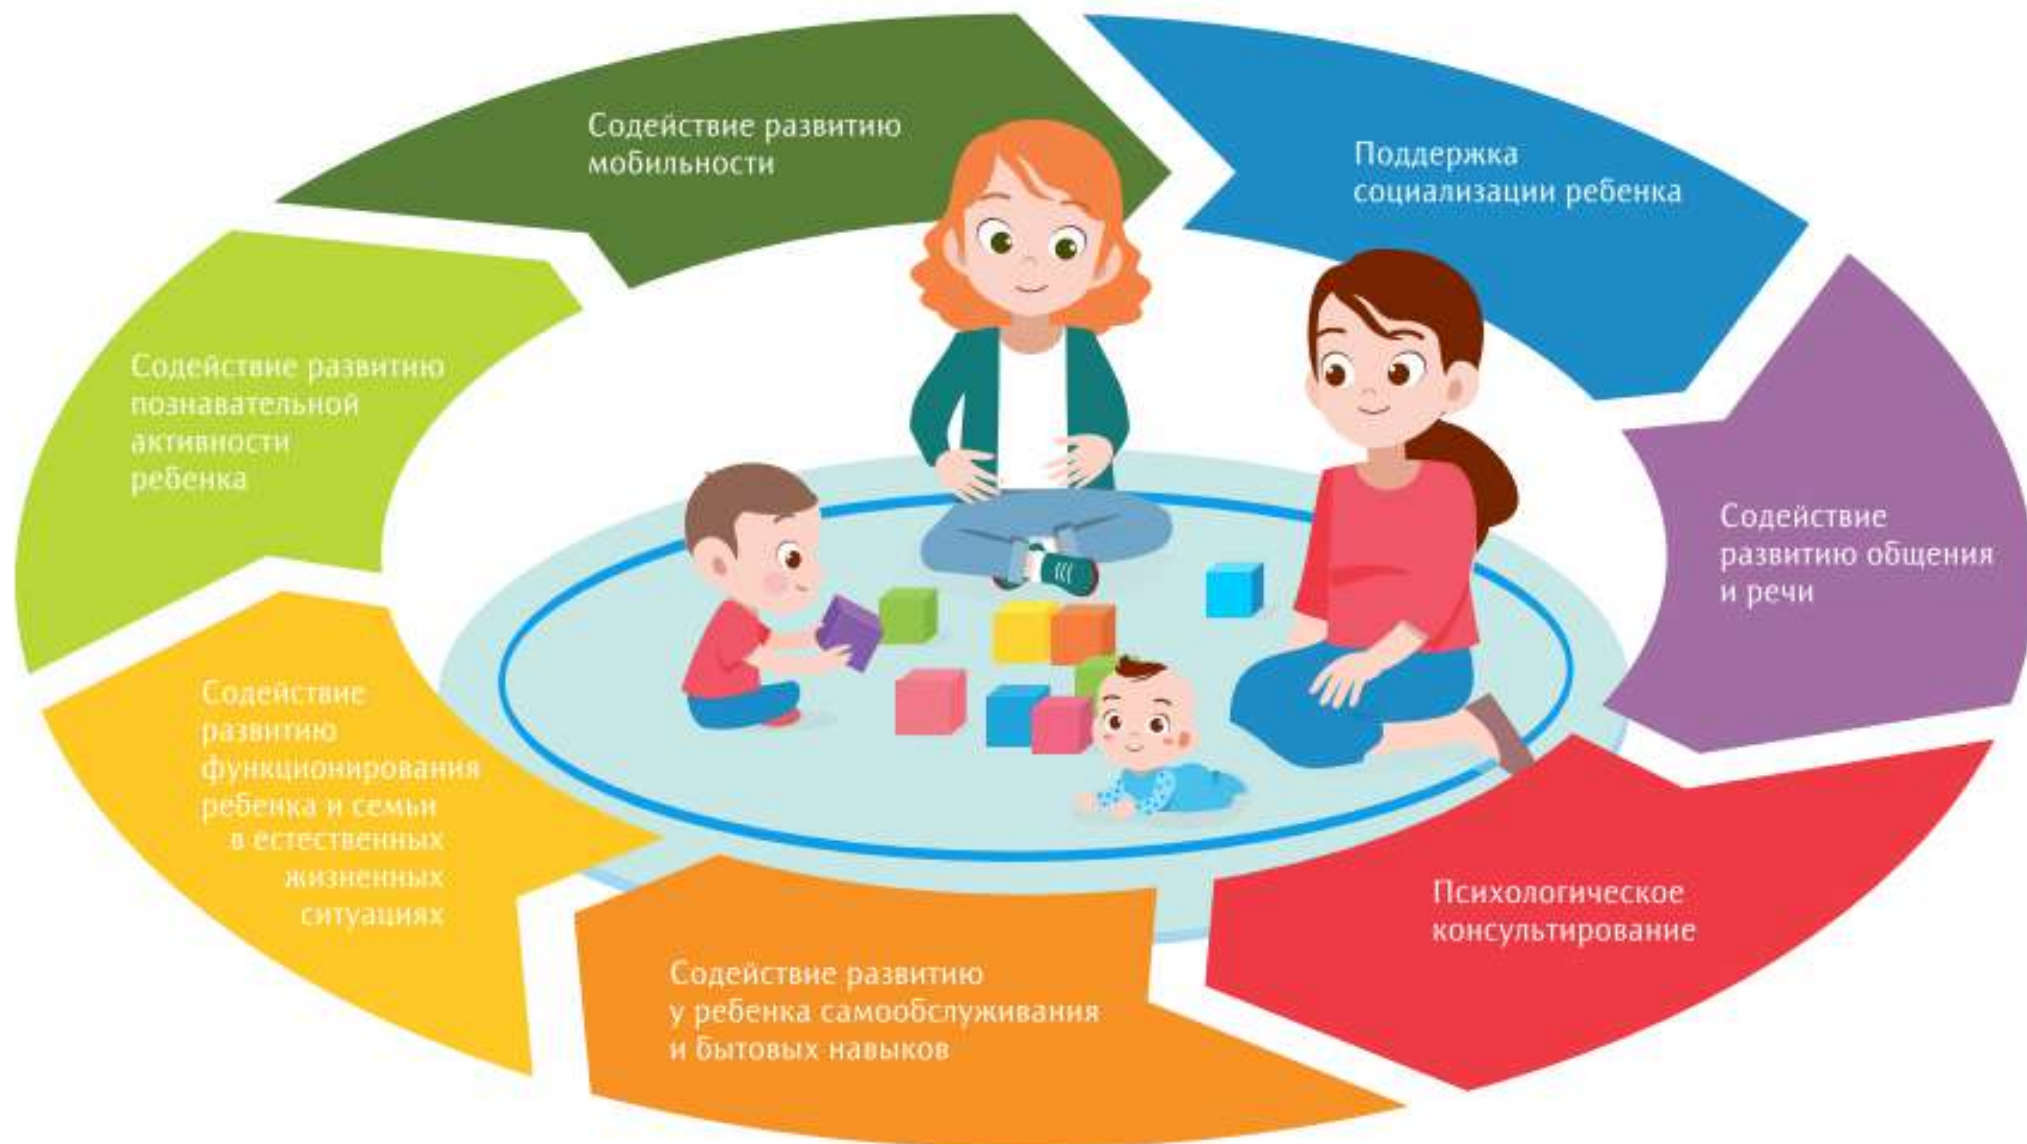 Содействие развитию
мобильности
Поддержка
социализации ребенка
Содействие
развитию общения
и речи
Психологическое
консультирование
Содействие развитию
у ребенка самообслуживания
и бытовых навыков
Содействие
развитию
функционирования
ребенка и семьи
в естественных
жизненных
ситуациях
Содействие развитию
познавательной
активности
ребенка